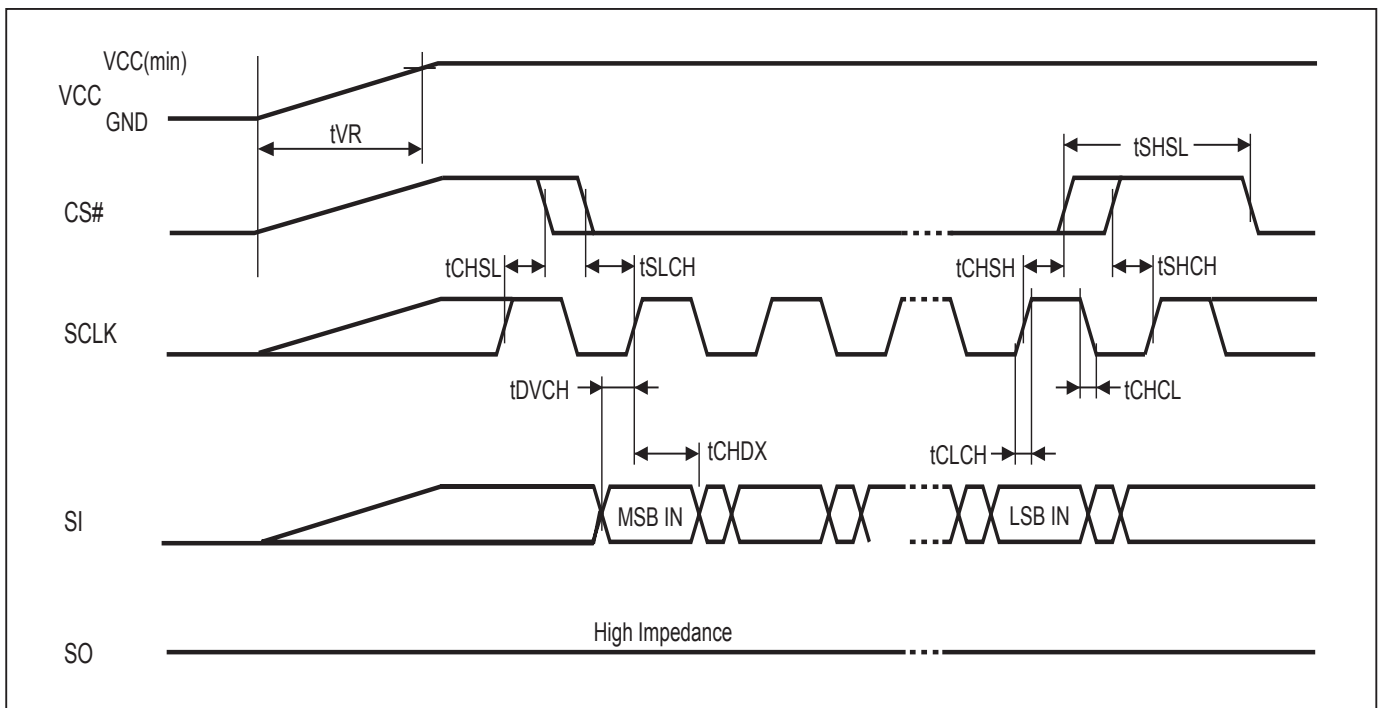 VCC(min)
VCC
GND
tVR
tSHSL
CS#
tCHSL
tSLCH
tCHSH
tSHCH
SCLK
tDVCH
tCHCL
tCHDX
tCLCH
SI
MSB IN
LSB IN
High Impedance
SO